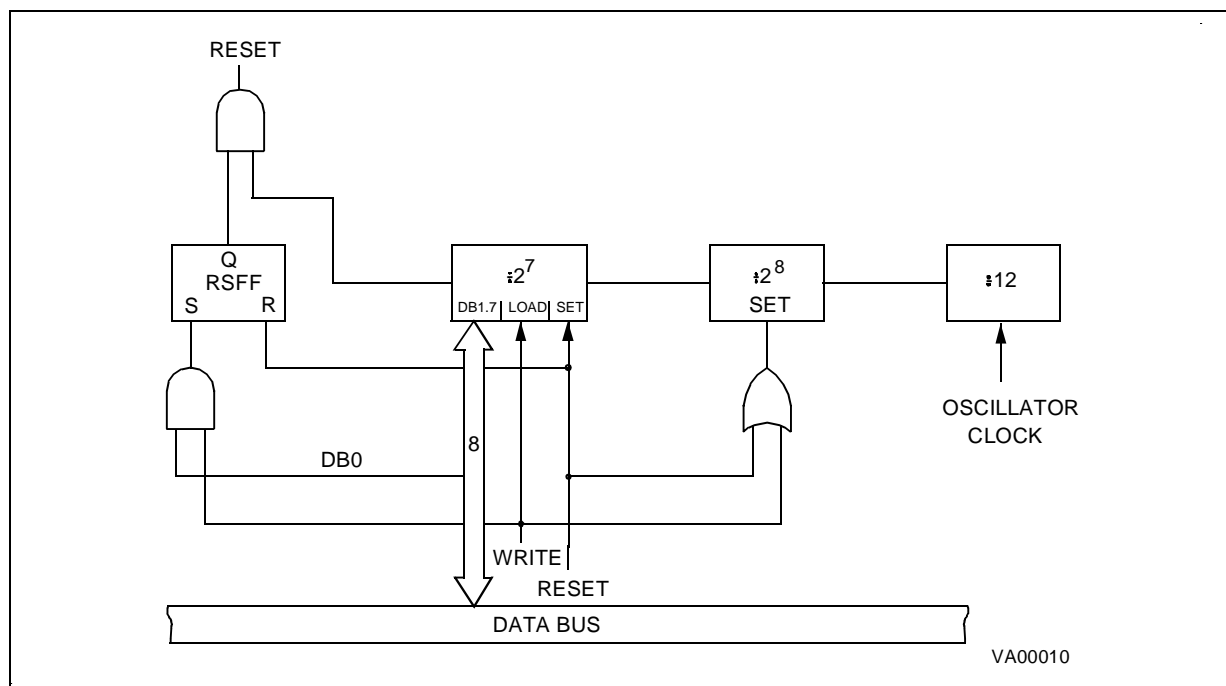 RESET
Q
RSFF
S R
÷2⁷
DB1.7 LOAD SET
÷2⁸
SET
÷12
OSCILLATOR
CLOCK
8
DB0
WRITE
RESET
DATA BUS
VA00010